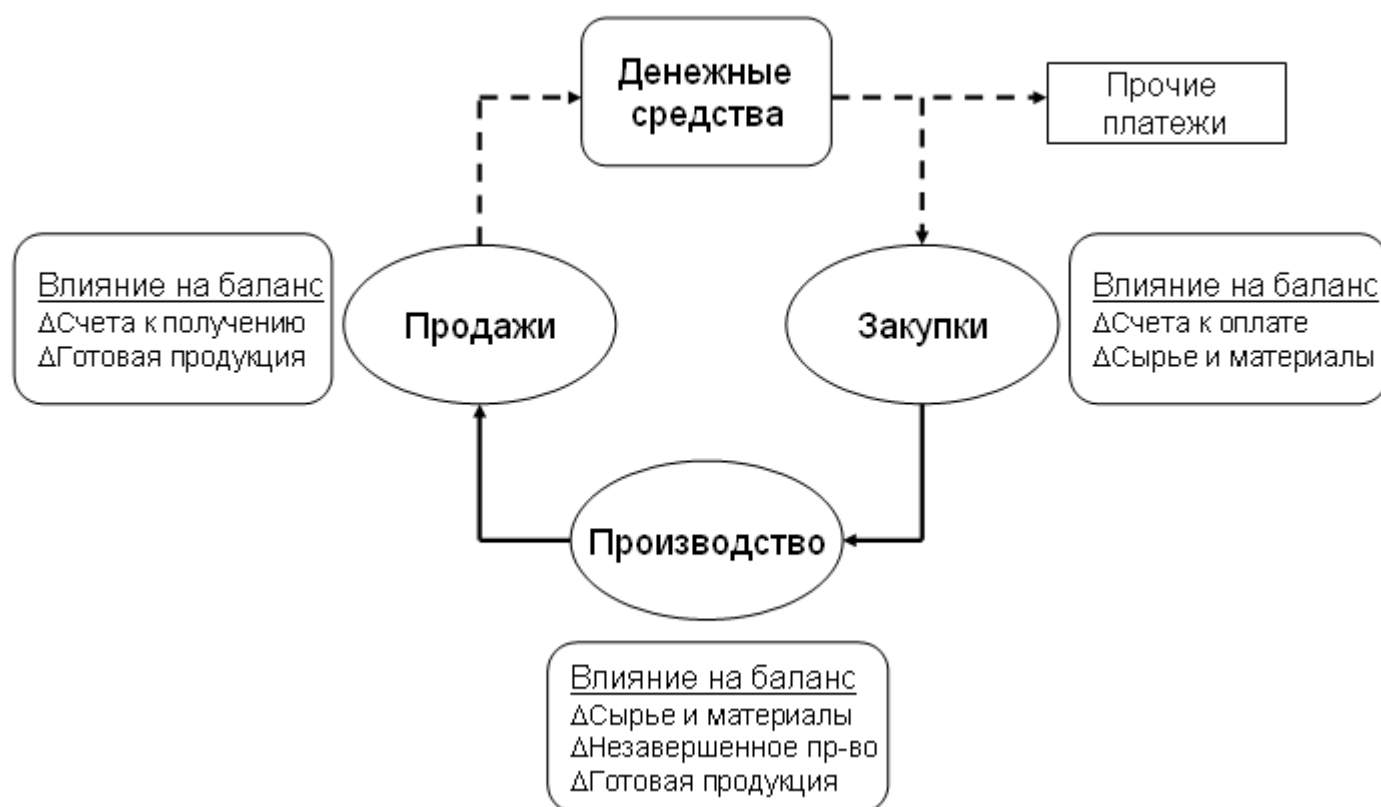 Денежные
средства
Прочие
платежи
Влияние на баланс
ΔСчета к получению
ΔГотовая продукция
Продажи
Закупки
Влияние на баланс
ΔСчета к оплате
ΔСырье и материалы
Производство
Влияние на баланс
ΔСырье и материалы
ΔНезавершенное пр-во
ΔГотовая продукция